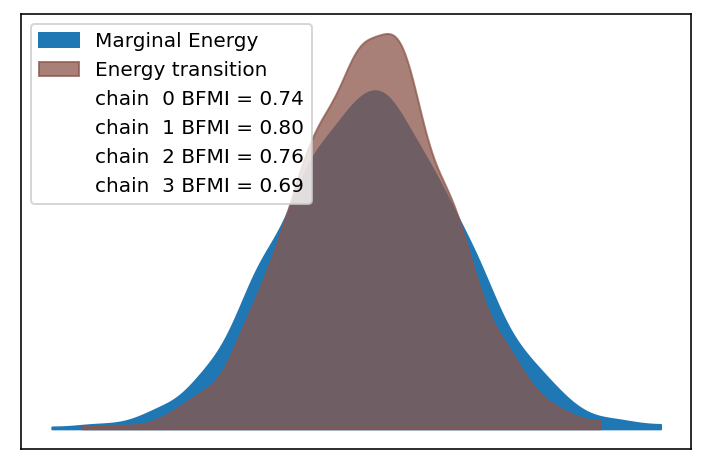 Marginal Energy
Energy transition
chain  0 BFMI = 0.74
chain  1 BFMI = 0.80
chain  2 BFMI = 0.76
chain  3 BFMI = 0.69